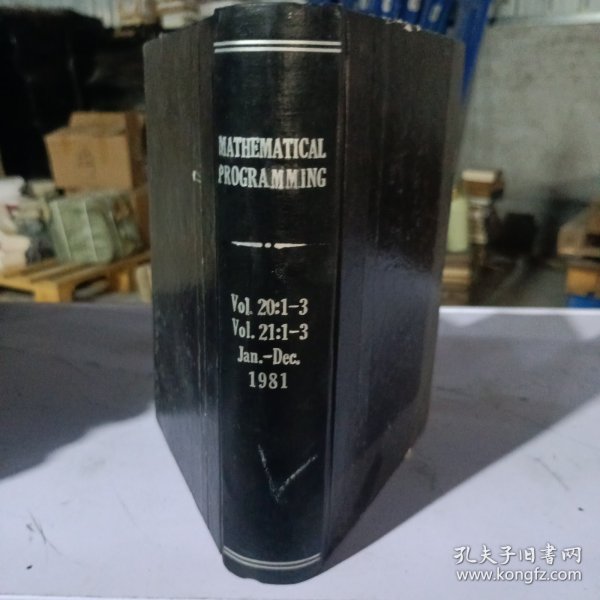 MATHEMATICAL
PROGRAMMING
Vol. 20:1-3
Vol. 21:1-3
Jan.-Dec.
1981
孔夫子旧书网
www.kongfz.com